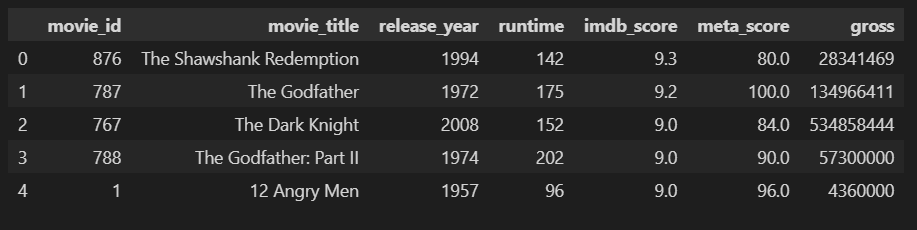 movie_id movie_title release_year runtime imdb_score meta_score gross
0 876 The Shawshank Redemption 1994 142 9.3 80.0 28341469
1 787 The Godfather 1972 175 9.2 100.0 134966411
2 767 The Dark Knight 2008 152 9.0 84.0 534858444
3 788 The Godfather: Part II 1974 202 9.0 90.0 57300000
4 1 12 Angry Men 1957 96 9.0 96.0 4360000